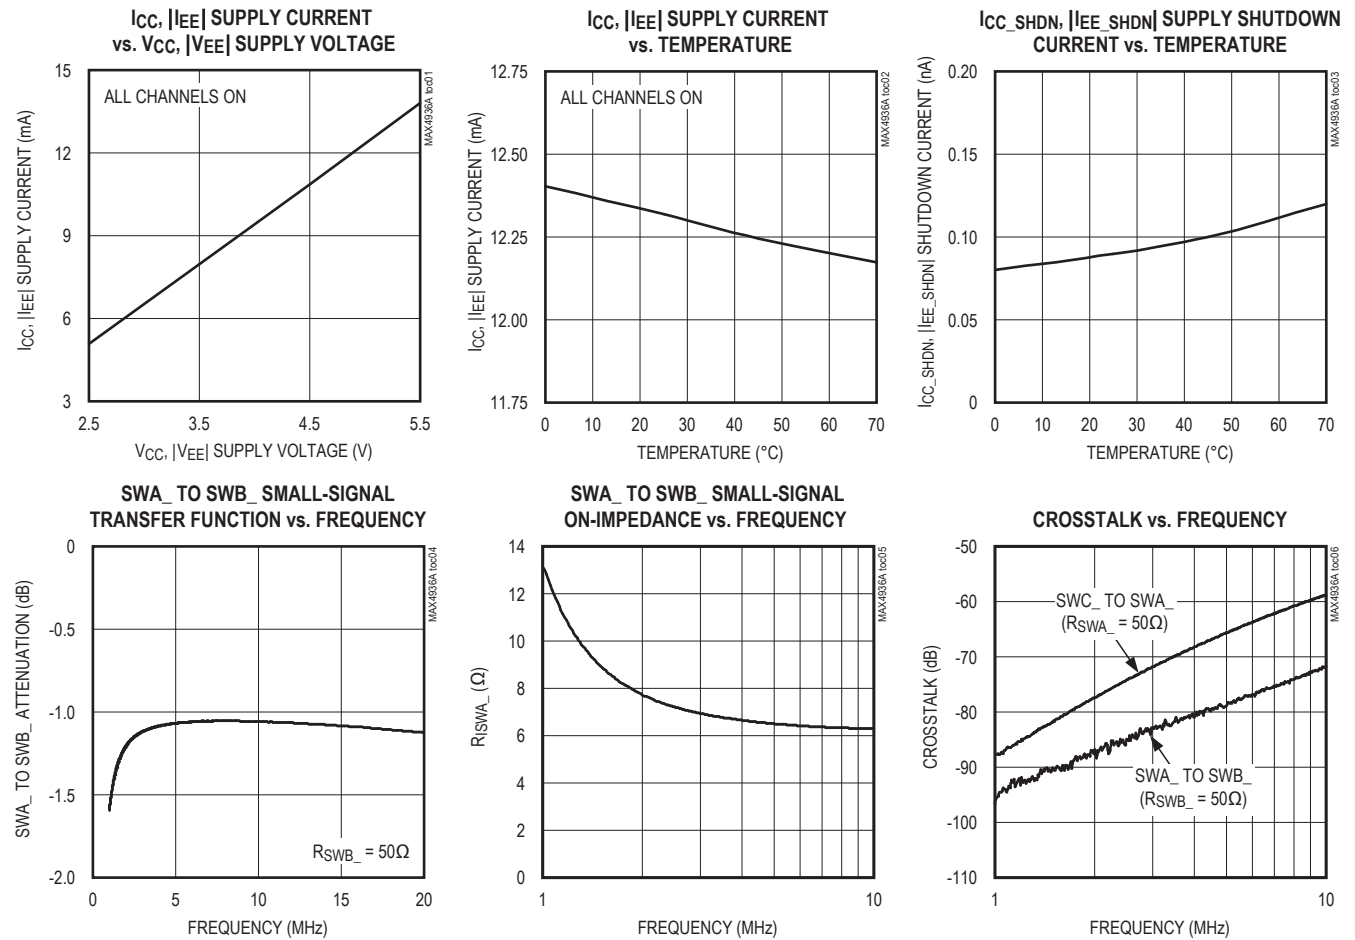 ICC, |IEE| SUPPLY CURRENT
vs. VCC, |VEE| SUPPLY VOLTAGE
15
12
9
6
3
ICC, |IEE| SUPPLY CURRENT (mA)
ALL CHANNELS ON
MAX4936A toc01
2.5 3.5 4.5 5.5
VCC, |VEE| SUPPLY VOLTAGE (V)
ICC, |IEE| SUPPLY CURRENT
vs. TEMPERATURE
12.75
12.50
12.25
12.00
11.75
ICC, |IEE| SUPPLY CURRENT (mA)
ALL CHANNELS ON
MAX4936A toc02
0 10 20 30 40 50 60 70
TEMPERATURE (°C)
ICC_SHDN, |IEE_SHDN| SUPPLY SHUTDOWN
CURRENT vs. TEMPERATURE
0.20
0.15
0.10
0.05
0
ICC_SHDN, |IEE_SHDN| SHUTDOWN CURRENT (nA)
MAX4936A toc03
0 10 20 30 40 50 60 70
TEMPERATURE (°C)
SWA_ TO SWB_ SMALL-SIGNAL
TRANSFER FUNCTION vs. FREQUENCY
0
-0.5
-1.0
-1.5
-2.0
SWA_ TO SWB_ ATTENUATION (dB)
MAX4936A toc04
RSWB_ = 50Ω
0 5 10 15 20
FREQUENCY (MHz)
SWA_ TO SWB_ SMALL-SIGNAL
ON-IMPEDANCE vs. FREQUENCY
14
12
10
8
6
4
2
0
RISWA_ (Ω)
MAX4936A toc05
1 10
FREQUENCY (MHz)
CROSSTALK vs. FREQUENCY
-50
-60
-70
-80
-90
-100
-110
CROSSTALK (dB)
MAX4936A toc06
SWC_ TO SWA_
(RSWA_ = 50Ω)
SWA_ TO SWB_
(RSWB_ = 50Ω)
1 10
FREQUENCY (MHz)